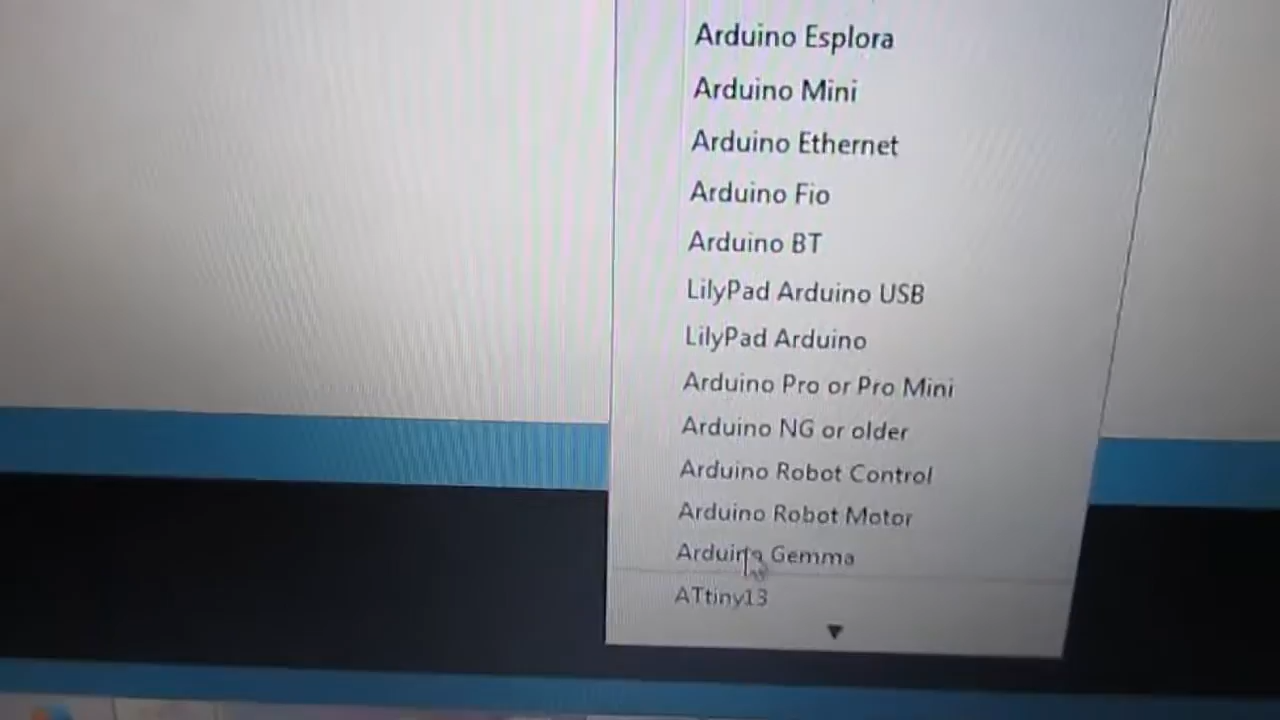 Arduino Esplora
Arduino Mini
Arduino Ethernet
Arduino Fio
Arduino BT
LilyPad Arduino USB
LilyPad Arduino
Arduino Pro or Pro Mini
Arduino NG or older
Arduino Robot Control
Arduino Robot Motor
Arduino Gemma
ATtiny13